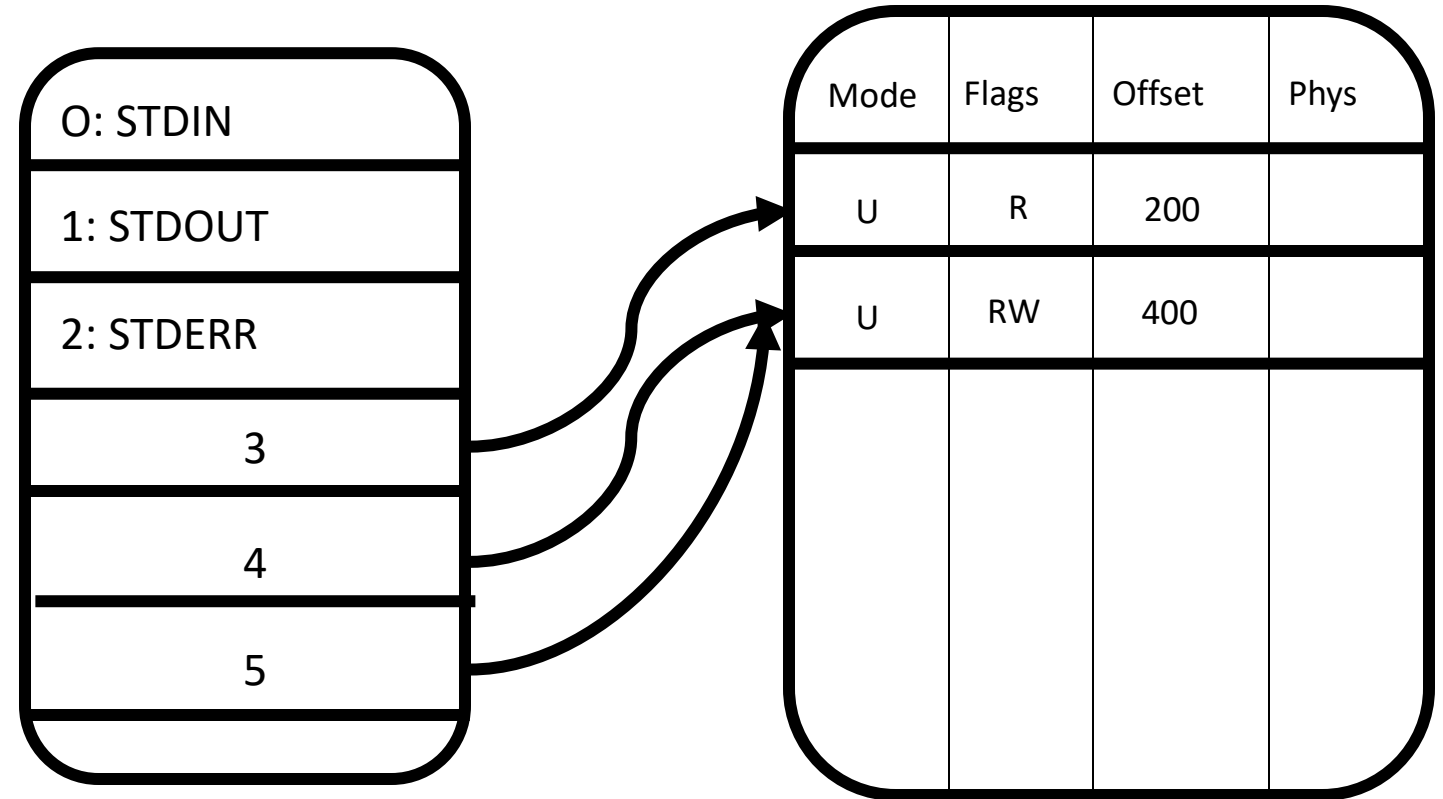 O: STDIN
1: STDOUT
2: STDERR
3
4
5
Mode Flags Offset Phys
U R 200
U RW 400